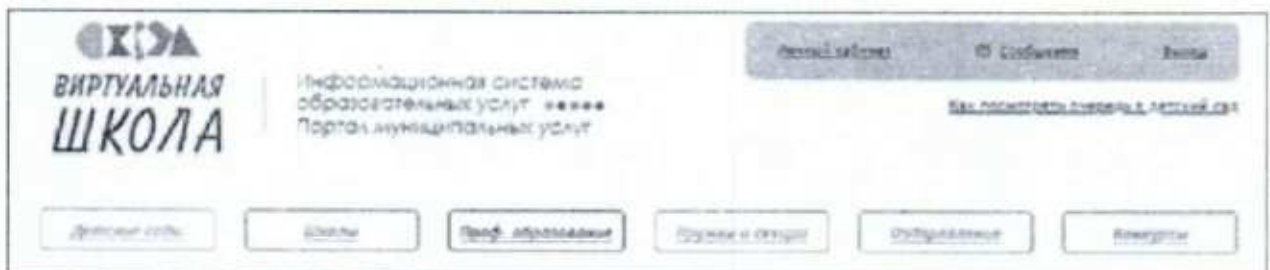 Личный кабинет Сообщения Выход
ВИРТУАЛЬНАЯ
ШКОЛА
Информационная система
образовательных услуг •••••
Портал муниципальных услуг
Как посмотреть очередь в детский сад
Детские сады Школы Проф. образование Кружки и секции Оздоровление Конкурсы